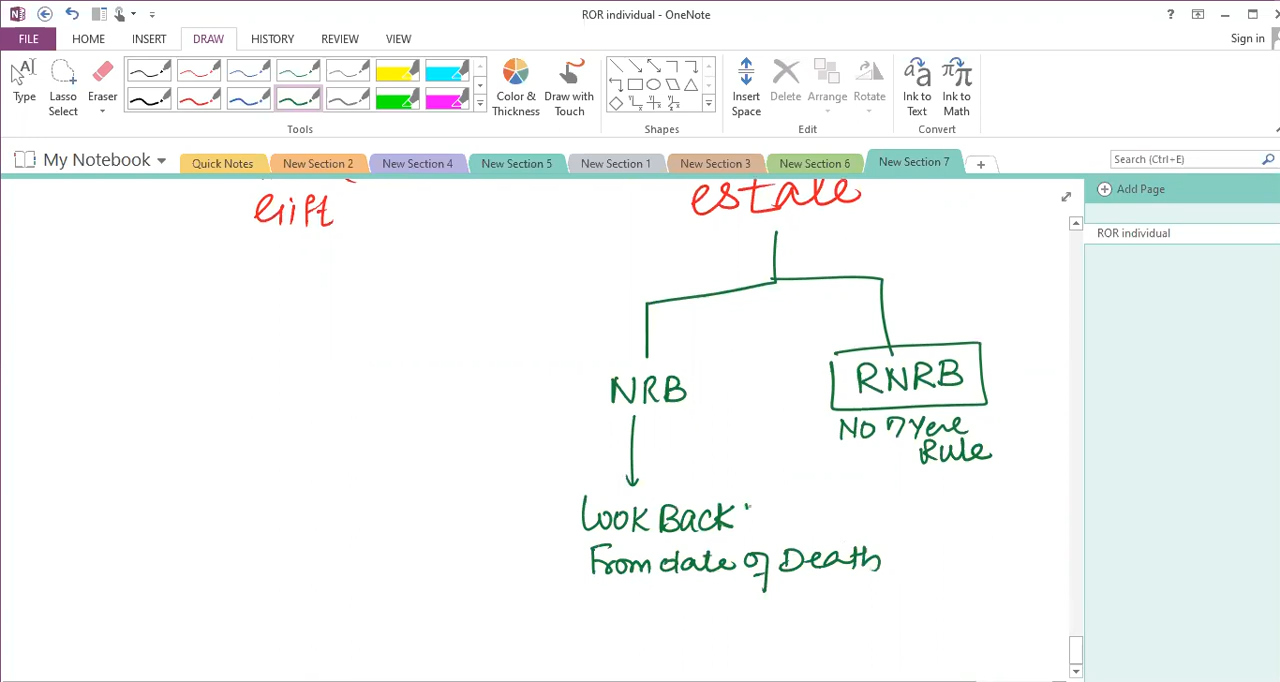 ROR individual - OneNote
?
Sign in
FILE HOME INSERT DRAW HISTORY REVIEW VIEW
Type
Lasso Select
Eraser
Color & Thickness
Draw with Touch
Insert Space
Delete
Arrange
Rotate
Ink to Text
Ink to Math
Tools
Shapes
Edit
Convert
My Notebook
Quick Notes
New Section 2
New Section 4
New Section 5
New Section 1
New Section 3
New Section 6
New Section 7
Search (Ctrl+E)
Add Page
ROR individual
Gift
estate
NRB
RNRB
No 7 Year
Rule
Look Back
From date of Death